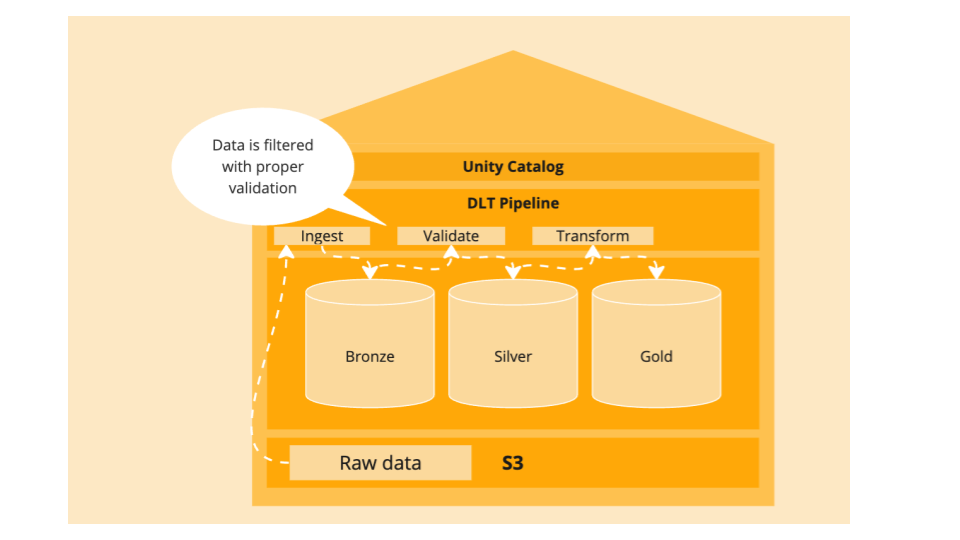 Data is filtered
with proper
validation
Unity Catalog
DLT Pipeline
Ingest
Validate
Transform
Bronze
Silver
Gold
Raw data
S3